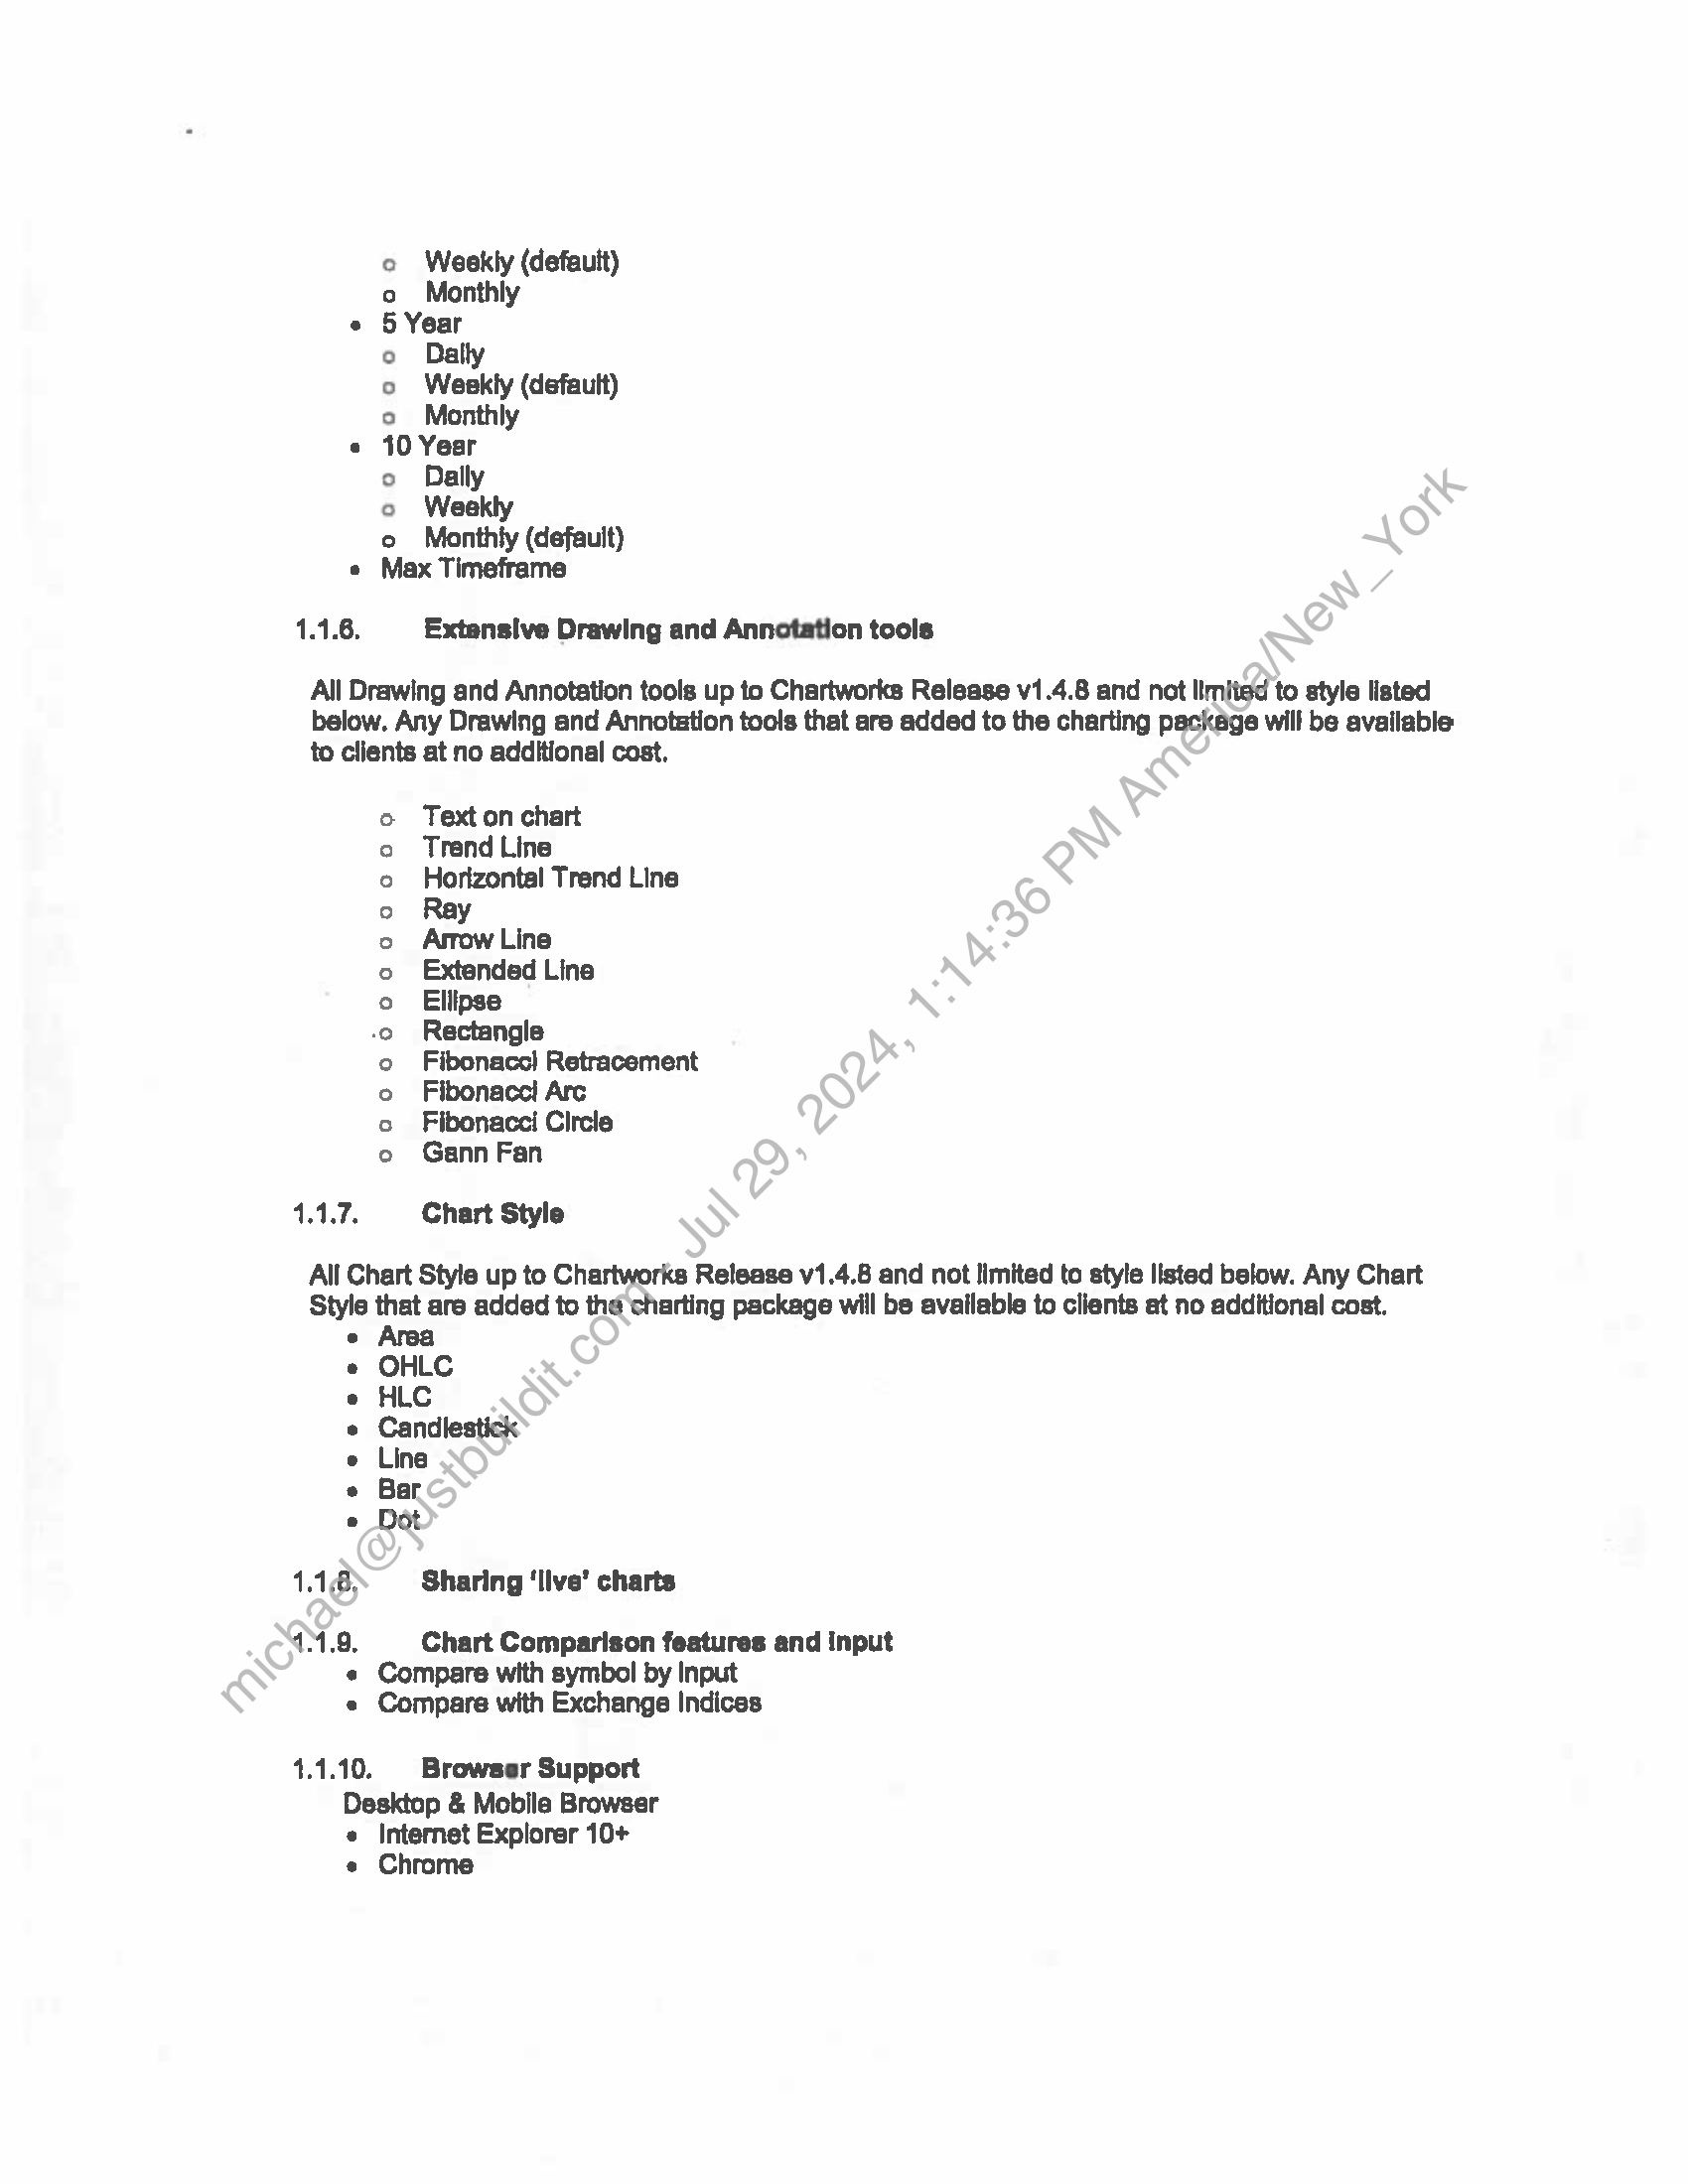 o Weekly (default)
o Monthly
• 5 Year
o Daily
o Weekly (default)
o Monthly
• 10 Year
o Daily
o Weekly
o Monthly (default)
• Max Timeframe
1.1.6. Extensive Drawing and Annotation tools
All Drawing and Annotation tools up to Chartworks Release v1.4.8 and not limited to style listed
below. Any Drawing and Annotation tools that are added to the charting package will be available
to clients at no additional cost.
o Text on chart
o Trend Line
o Horizontal Trend Line
o Ray
o Arrow Line
o Extended Line
o Ellipse
o Rectangle
o Fibonacci Retracement
o Fibonacci Arc
o Fibonacci Circle
o Gann Fan
1.1.7. Chart Style
All Chart Style up to Chartworks Release v1.4.8 and not limited to style listed below. Any Chart
Style that are added to the charting package will be available to clients at no additional cost.
• Area
• OHLC
• HLC
• Candlestick
• Line
• Bar
• Dot
1.1.8. Sharing 'live' charts
1.1.9. Chart Comparison features and input
• Compare with symbol by Input
• Compare with Exchange Indices
1.1.10. Browser Support
Desktop & Mobile Browser
• Internet Explorer 10+
• Chrome
michael@justbuildit.com - Jul 29, 2024, 1:14:36 PM America/New_York